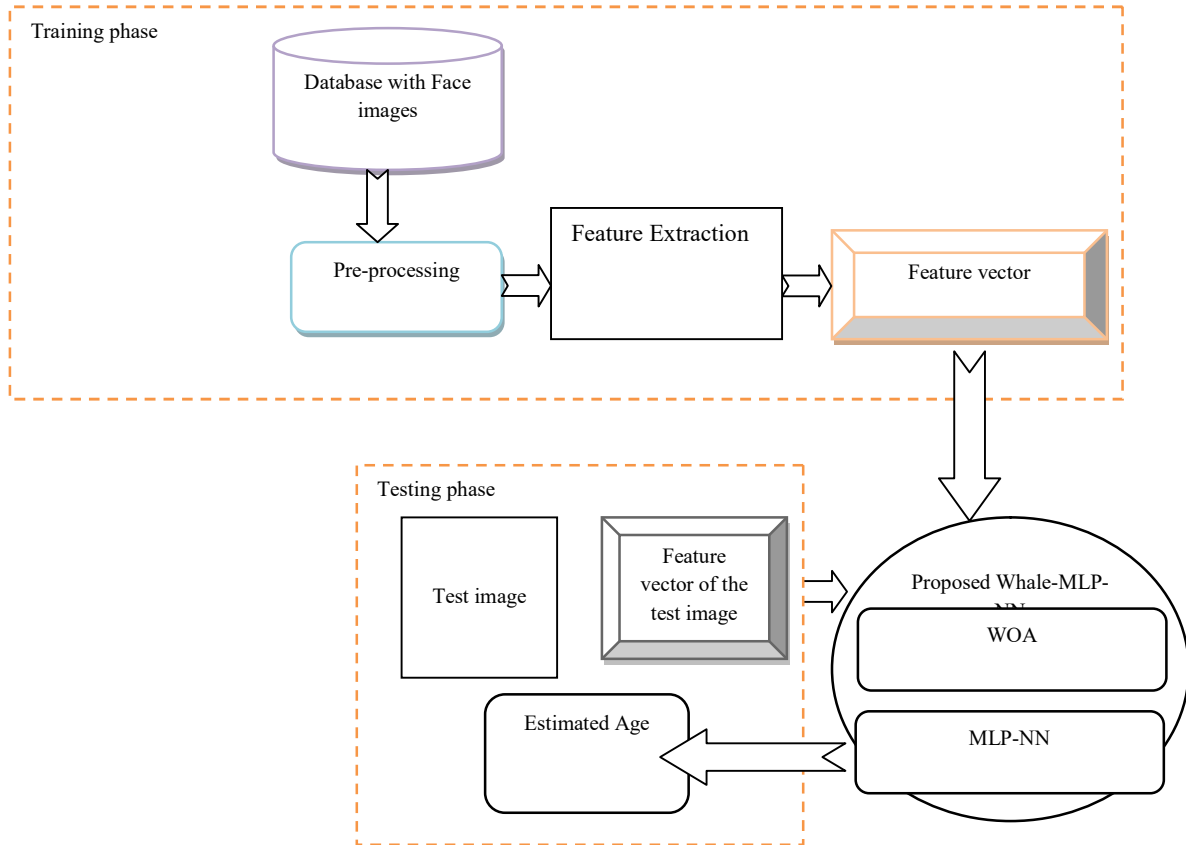 Training phase
Database with Face
images
Pre-processing
Feature Extraction
Feature vector
Testing phase
Test image
Feature
vector of the
test image
Proposed Whale-MLP-
WOA
MLP-NN
Estimated Age